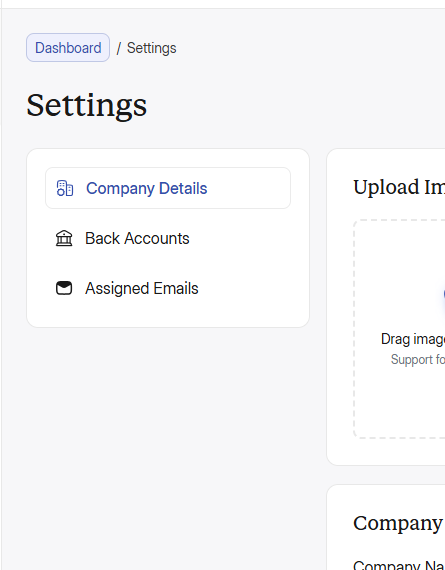 Dashboard / Settings
Settings
Company Details
Back Accounts
Assigned Emails
Upload Im
Drag image
Support fo
Company
Company Na